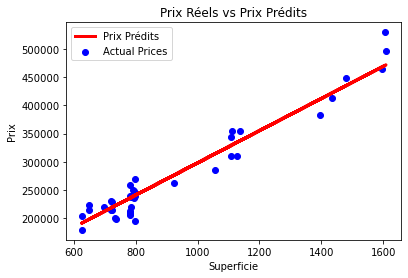 Prix Réels vs Prix Prédits
Prix Prédits
Actual Prices
Prix
500000
450000
400000
350000
300000
250000
200000
600
800
1000
1200
1400
1600
Superficie